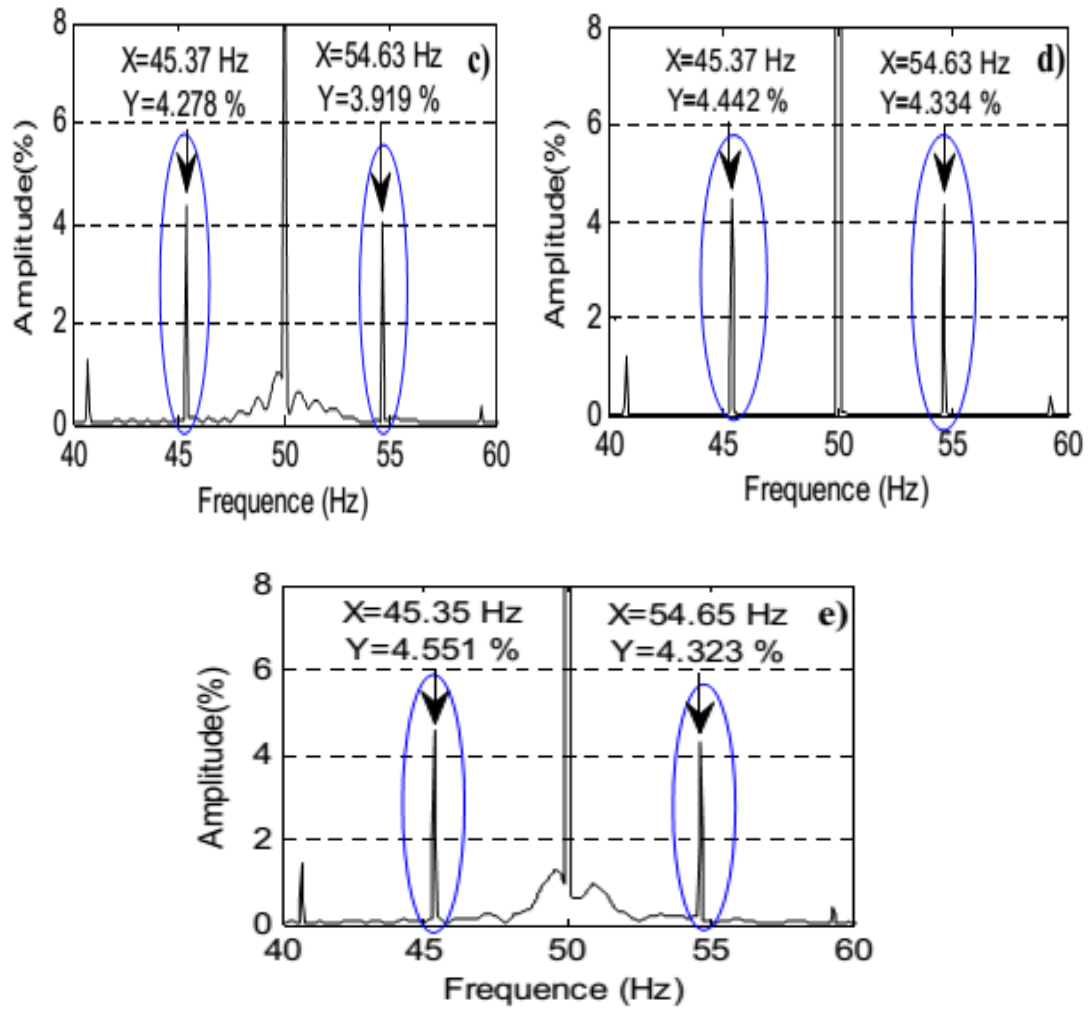 8
X=45.37 Hz
Y=4.278 %
X=54.63 Hz
Y=3.919 %
c)
6
4
2
0
Amplitude(%)
40 45 50 55 60
Frequence (Hz)
8
X=45.37 Hz
Y=4.442 %
X=54.63 Hz
Y=4.334 %
d)
6
4
2
0
Amplitude(%)
40 45 50 55 60
Frequence (Hz)
8
X=45.35 Hz
Y=4.551 %
X=54.65 Hz
Y=4.323 %
e)
6
4
2
0
Amplitude(%)
40 45 50 55 60
Frequence (Hz)